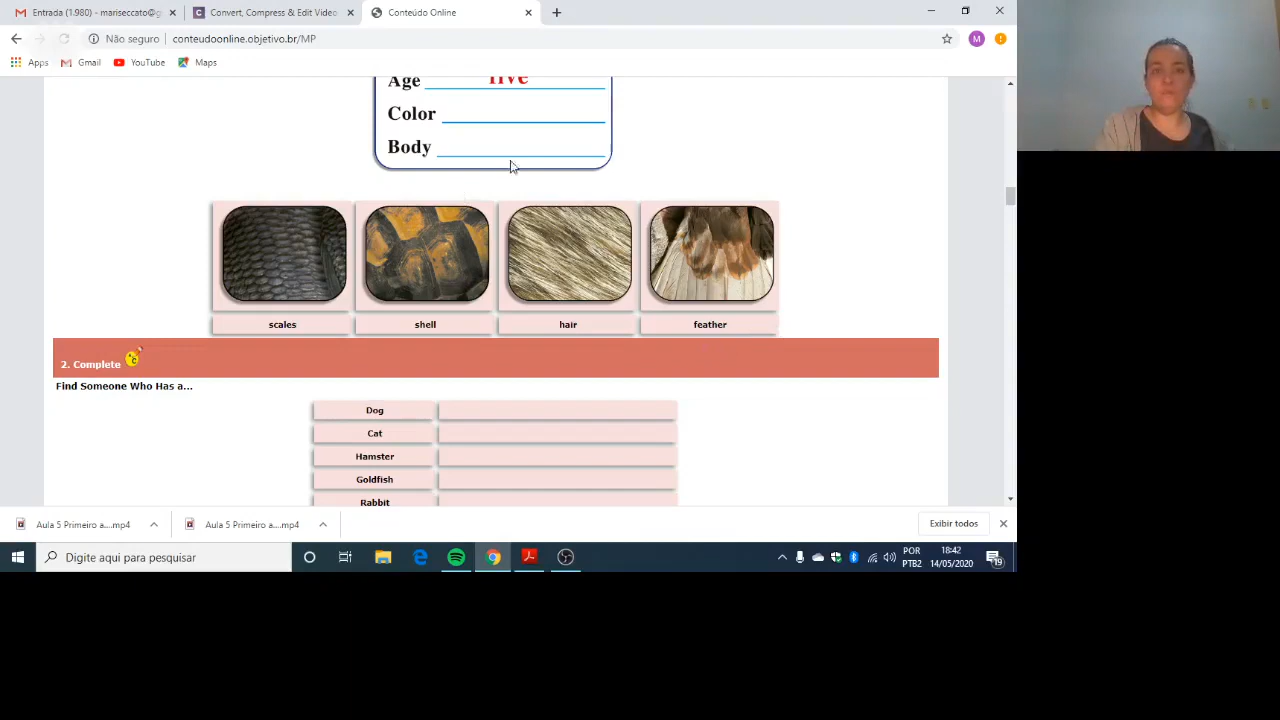 Entrada (1.980) - mariseccato@g
Convert, Compress & Edit Video
Conteúdo Online
Não seguro
conteudoonline.objetivo.br/MP
M
Apps
Gmail
YouTube
Maps
Age five
Color
Body
scales
shell
hair
feather
2. Complete
Find Someone Who Has a...
Dog
Cat
Hamster
Goldfish
Rabbit
Aula 5 Primeiro a....mp4
Aula 5 Primeiro a....mp4
Exibir todos
Digite aqui para pesquisar
POR
PTB2
18:42
14/05/2020
19